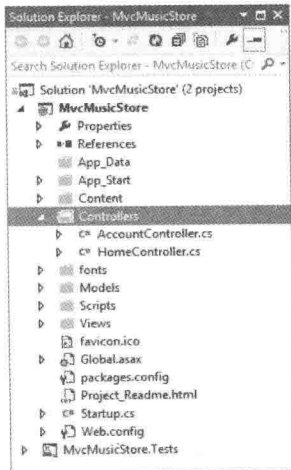 Solution Explorer - MvcMusicStore
Search Solution Explorer - MvcMusicStore (C
Solution 'MvcMusicStore' (2 projects)
MvcMusicStore
Properties
References
App_Data
App_Start
Content
Controllers
C# AccountController.cs
C# HomeController.cs
fonts
Models
Scripts
Views
favicon.ico
Global.asax
packages.config
Project_Readme.html
C# Startup.cs
Web.config
MvcMusicStore.Tests